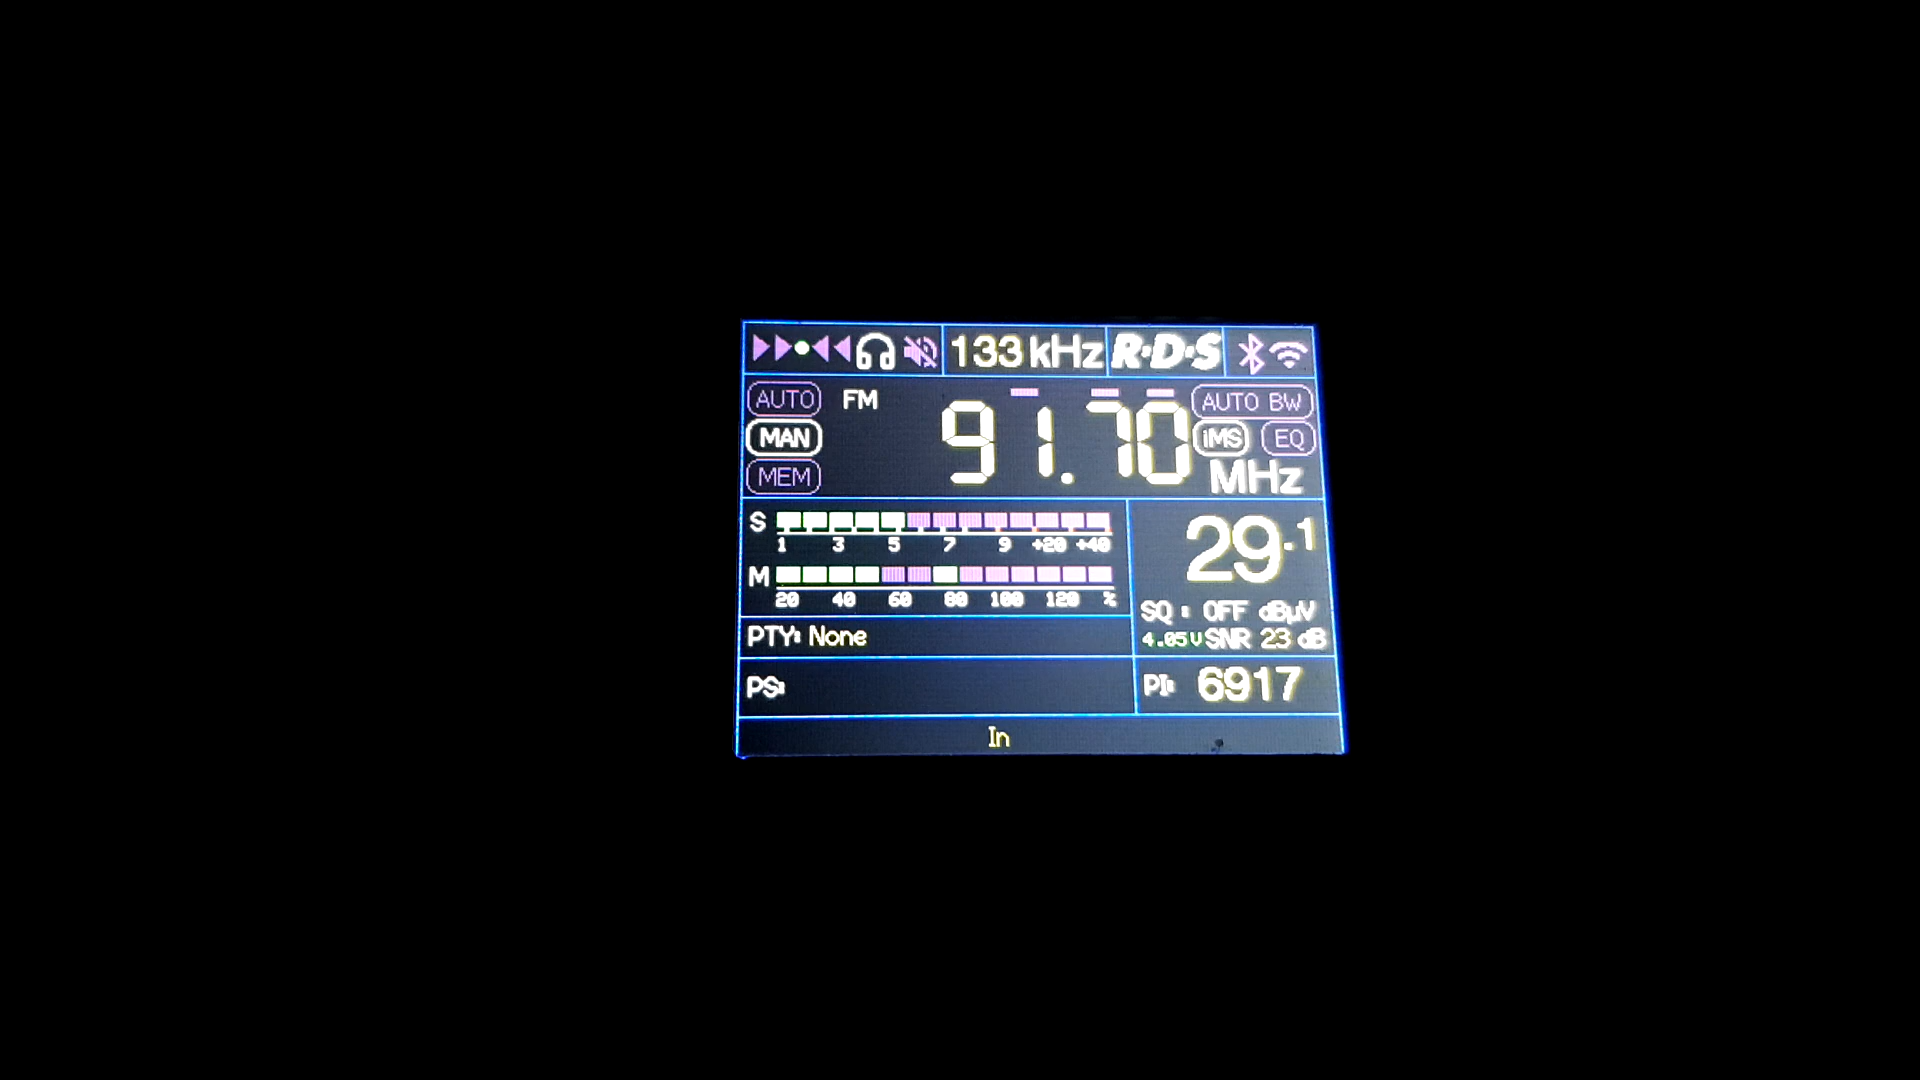 133 kHz R·D·S
AUTO FM 91.70 AUTO BW
MAN iMS EQ
MEM MHz
S
1 3 5 7 9 +20 +40
29.1
M
20 40 60 80 100 120 %
SQ : OFF dBµV
4.05V SNR 23 dB
PTY: None
PS:
PI: 6917
In